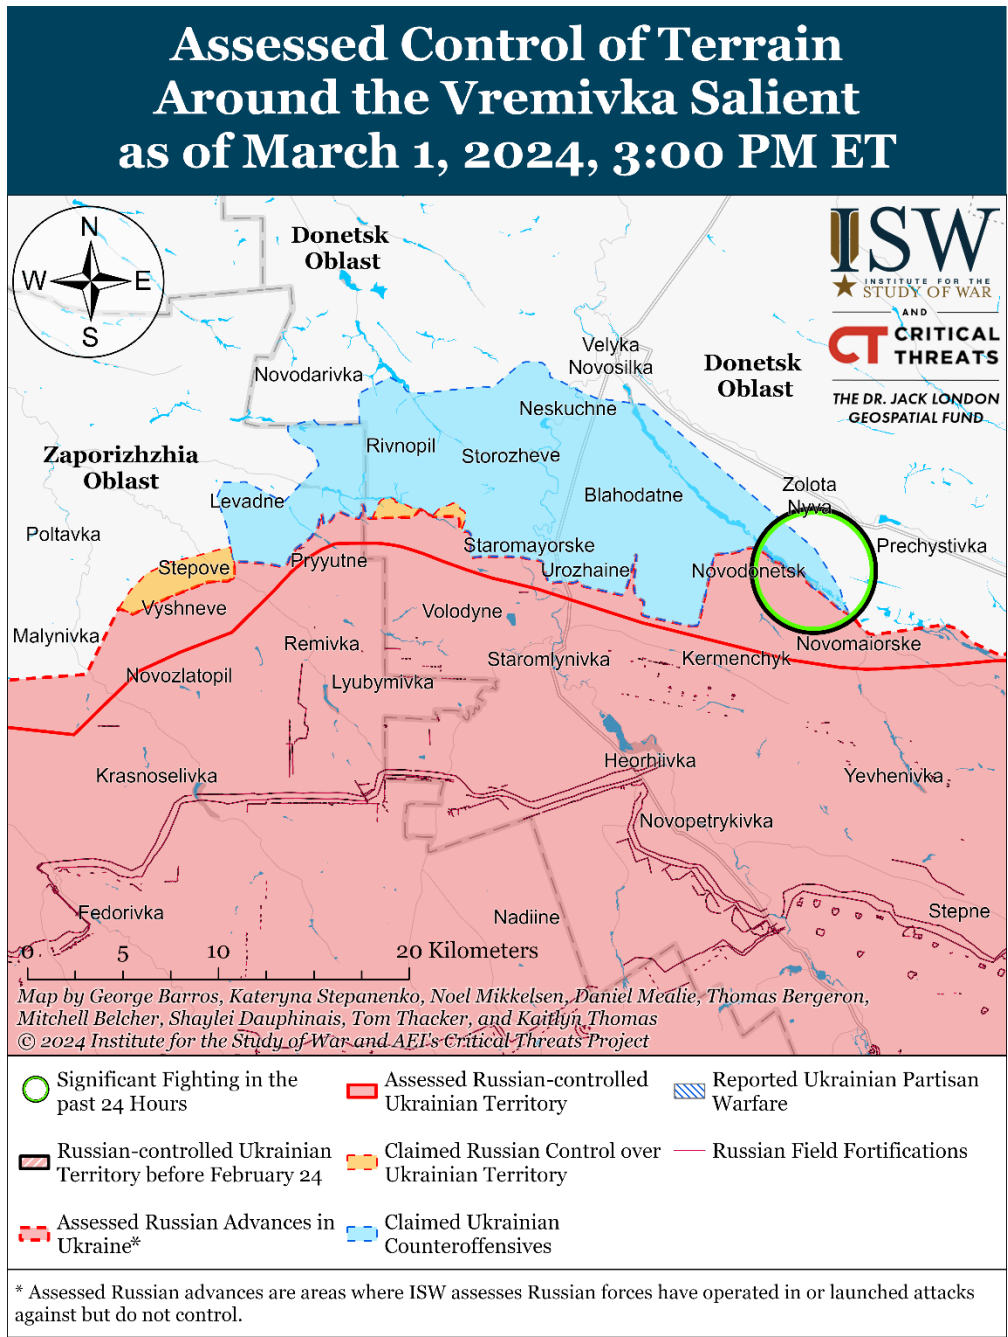 Assessed Control of Terrain
Around the Vremivka Salient
as of March 1, 2024, 3:00 PM ET
N
W
E
S
Donetsk
Oblast
ISW
INSTITUTE FOR THE
STUDY OF WAR
AND
CT CRITICAL
THREATS
THE DR. JACK LONDON
GEOSPATIAL FUND
Velyka
Novosilka
Donetsk
Oblast
Novodarivka
Neskuchne
Rivnopil
Storozheve
Zaporizhzhia
Oblast
Levadne
Blahodatne
Zolota
Nyva
Poltavka
Staromayorske
Prechystivka
Stepove
Pryyutne
Urozhaine
Novodonetsk
Vyshneve
Volodyne
Malynivka
Remivka
Staromlynivka
Kermenchyk
Novomaiorske
Novozlatopil
Lyubymivka
Krasnoselivka
Heorhiivka
Yevhenivka
Novopetrykivka
Fedorivka
Nadiine
Stepne
0 5 10 20 Kilometers
Map by George Barros, Kateryna Stepanenko, Noel Mikkelsen, Daniel Mealie, Thomas Bergeron,
Mitchell Belcher, Shaylei Dauphinais, Tom Thacker, and Kaitlyn Thomas
© 2024 Institute for the Study of War and AEI's Critical Threats Project
Significant Fighting in the
past 24 Hours
Russian-controlled Ukrainian
Territory before February 24
Assessed Russian Advances in
Ukraine*
Assessed Russian-controlled
Ukrainian Territory
Claimed Russian Control over
Ukrainian Territory
Claimed Ukrainian
Counteroffensives
Reported Ukrainian Partisan
Warfare
Russian Field Fortifications
* Assessed Russian advances are areas where ISW assesses Russian forces have operated in or launched attacks
against but do not control.